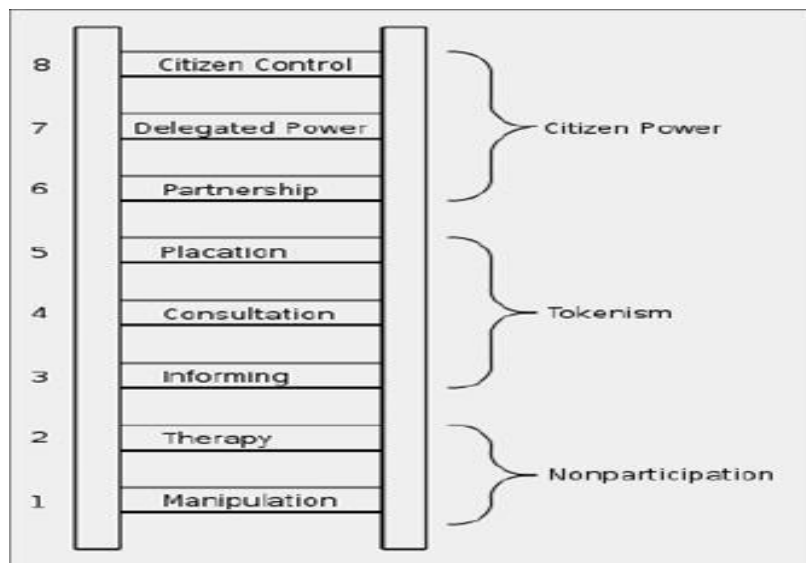 8 Citizen Control
7 Delegated Power
Citizen Power
6 Partnership
5 Placation
4 Consultation
Tokenism
3 Informing
2 Therapy
Nonparticipation
1 Manipulation